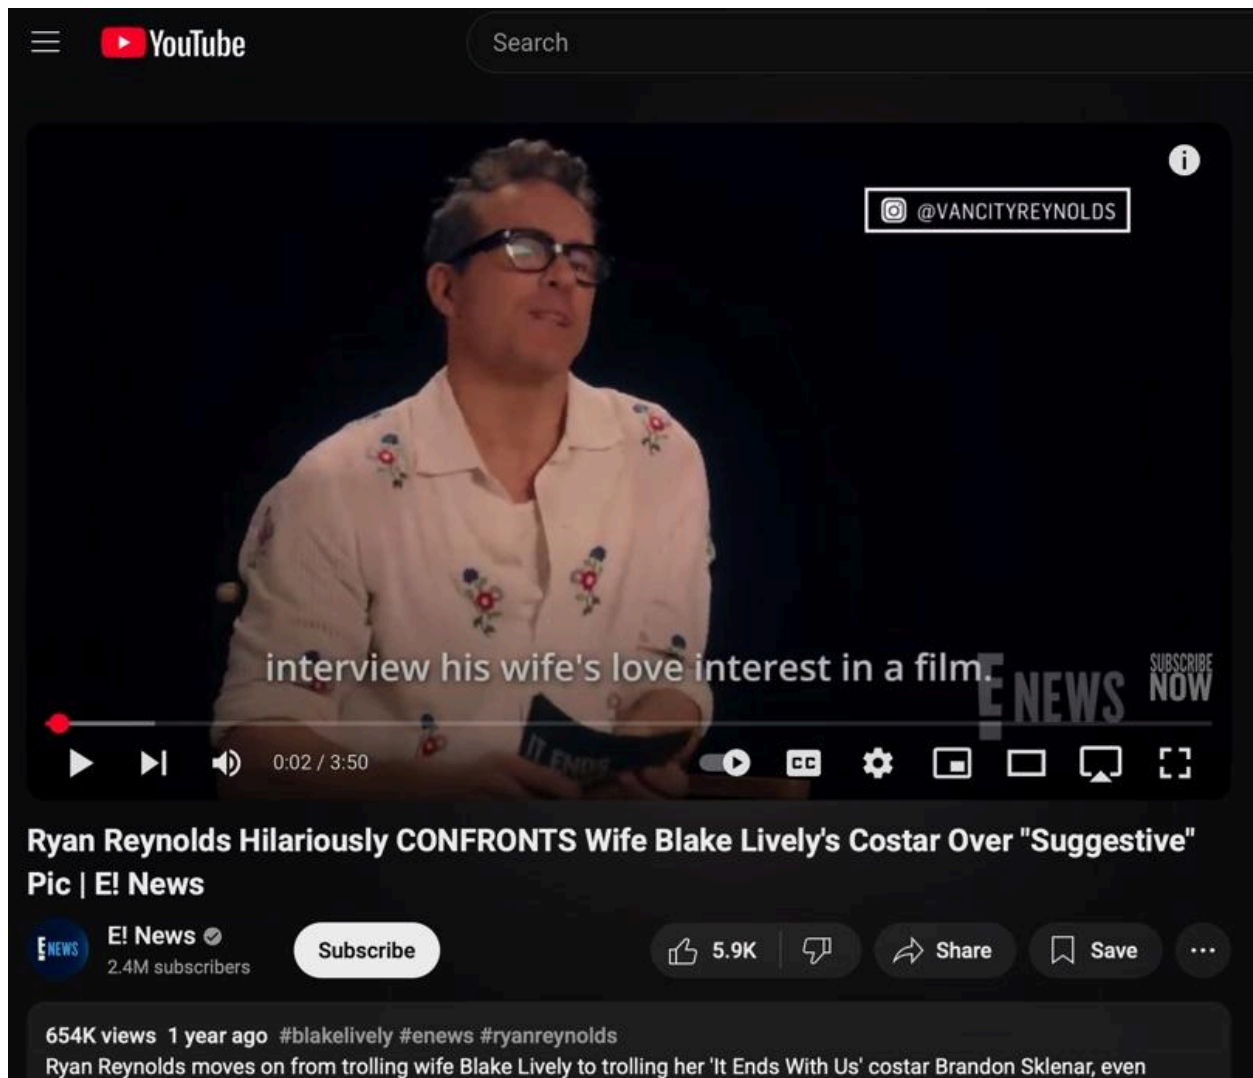 YouTube
Search
@VANCITYREYNOLDS
interview his wife's love interest in a film.
E NEWS
SUBSCRIBE
NOW
IT ENDS
0:02 / 3:50
CC
Ryan Reynolds Hilariously CONFRONTS Wife Blake Lively's Costar Over "Suggestive"
Pic | E! News
E NEWS
E! News
2.4M subscribers
Subscribe
5.9K
Share
Save
654K views 1 year ago #blakelively #enews #ryanreynolds
Ryan Reynolds moves on from trolling wife Blake Lively to trolling her 'It Ends With Us' costar Brandon Sklenar, even